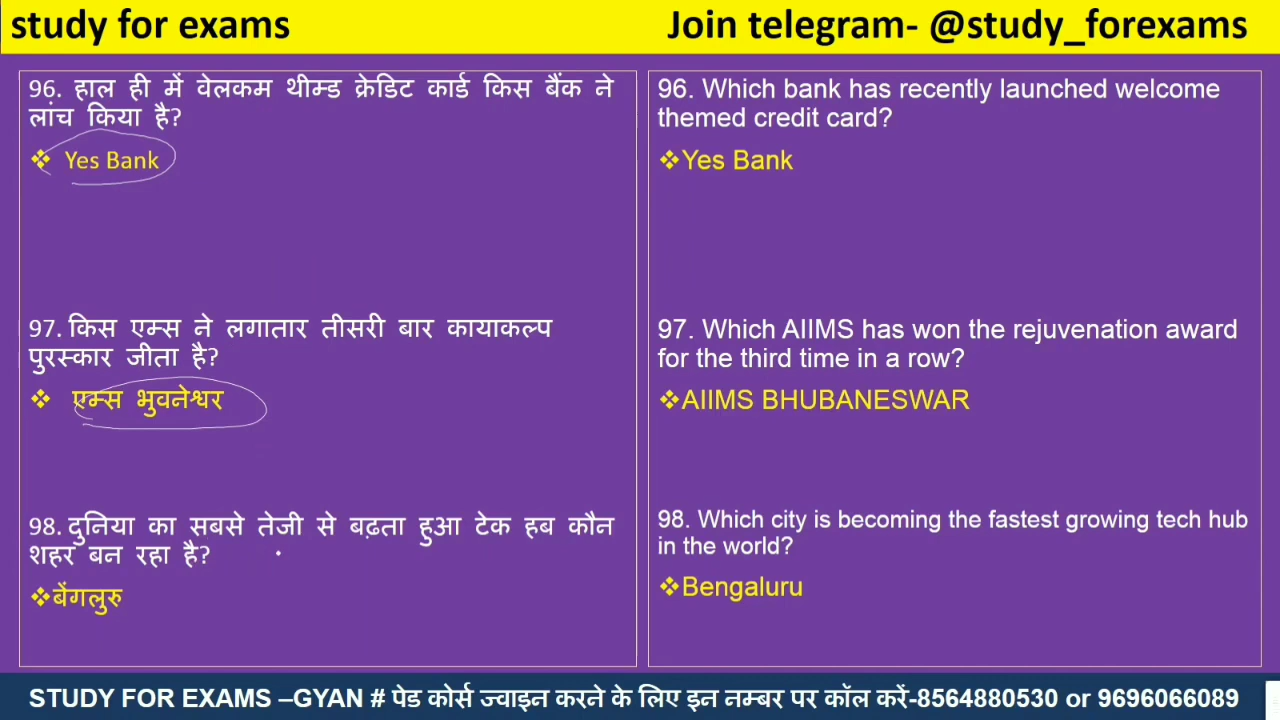 study for exams
Join telegram- @study_forexams
96. हाल ही में वेलकम थीम्ड क्रेडिट कार्ड किस बैंक ने
लांच किया है?
❖ Yes Bank
97. किस एम्स ने लगातार तीसरी बार कायाकल्प
पुरस्कार जीता है?
❖ एम्स भुवनेश्वर
98. दुनिया का सबसे तेजी से बढ़ता हुआ टेक हब कौन
शहर बन रहा है?
❖बेंगलुरु
96. Which bank has recently launched welcome
themed credit card?
❖Yes Bank
97. Which AIIMS has won the rejuvenation award
for the third time in a row?
❖AIIMS BHUBANESWAR
98. Which city is becoming the fastest growing tech hub
in the world?
❖Bengaluru
STUDY FOR EXAMS –GYAN # पेड कोर्स ज्वाइन करने के लिए इन नम्बर पर कॉल करें-8564880530 or 9696066089